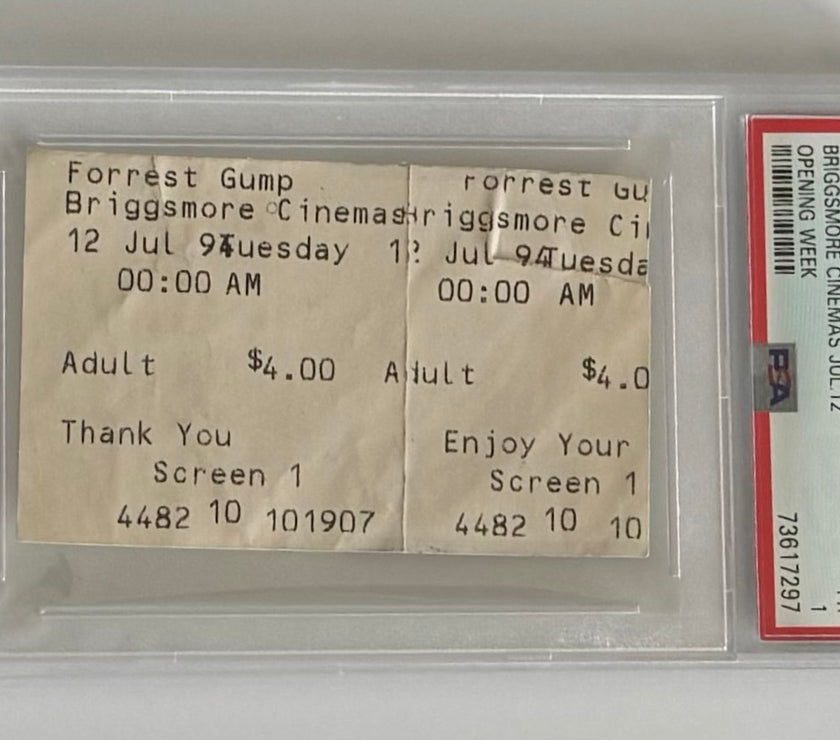 Forrest Gump
Briggsmore Cinemas
12 Jul 94 Tuesday
00:00 AM
Adult $4.00
Thank You
Screen 1
4482 10 101907
Forrest Gu
riggsmore Ci
Jul 94 Tuesda
00:00 AM
Adult $4.0
Enjoy Your
Screen 1
4482 10 10
BRIGGSMORE CINEMAS JUL.12
OPENING WEEK
PSA
1
73617297